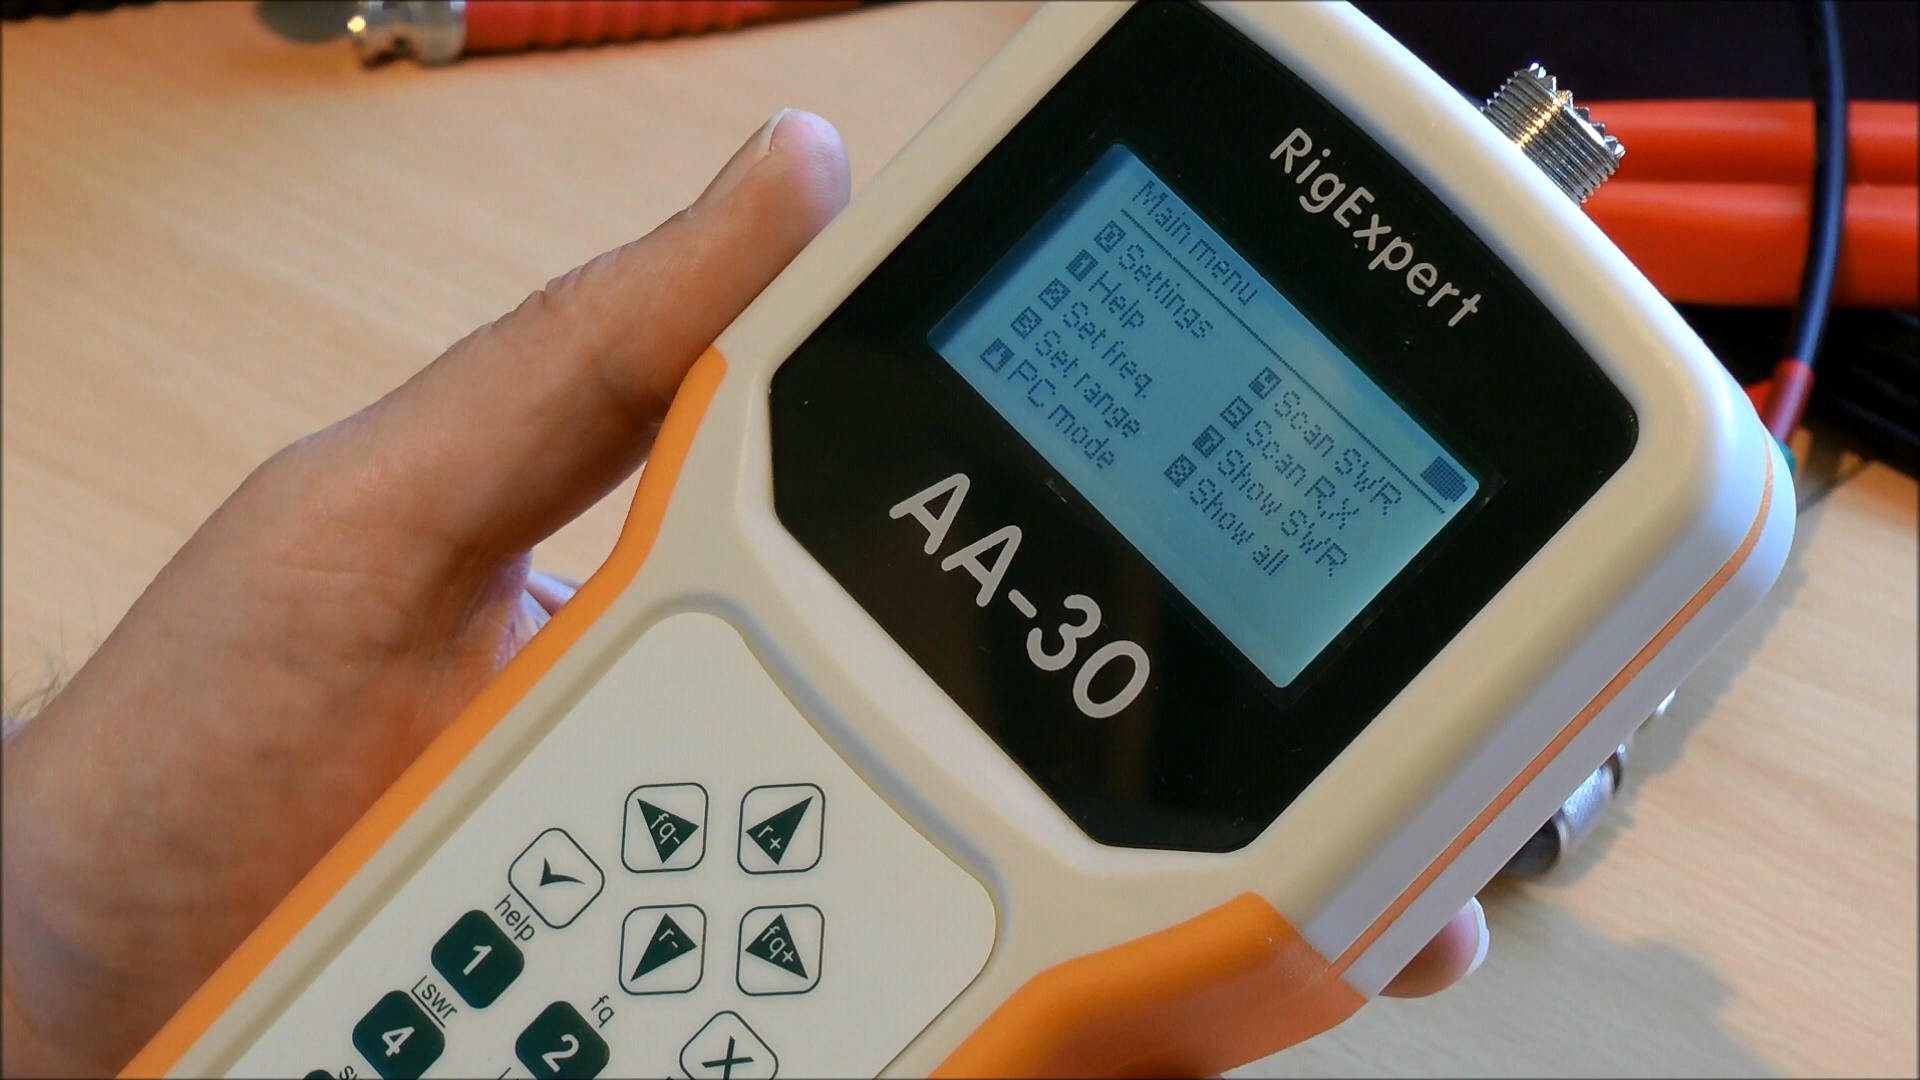 RigExpert
Main menu
Settings
Help
Set freq.
Set range
PC mode
Scan SWR
Scan R,X
Show SWR
Show all
AA-30
fq-
r+
r-
fq+
help
1
swr
4
fq
2